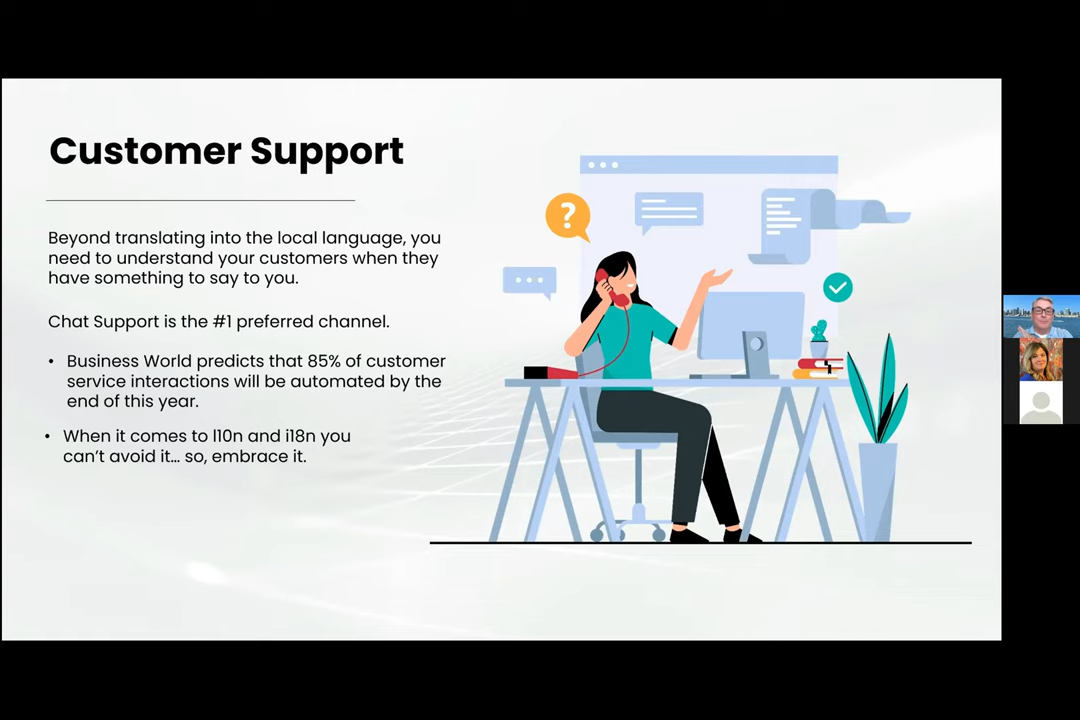 Customer Support
Beyond translating into the local language, you
need to understand your customers when they
have something to say to you.
Chat Support is the #1 preferred channel.
• Business World predicts that 85% of customer
service interactions will be automated by the
end of this year.
• When it comes to l10n and i18n you
can't avoid it... so, embrace it.
?